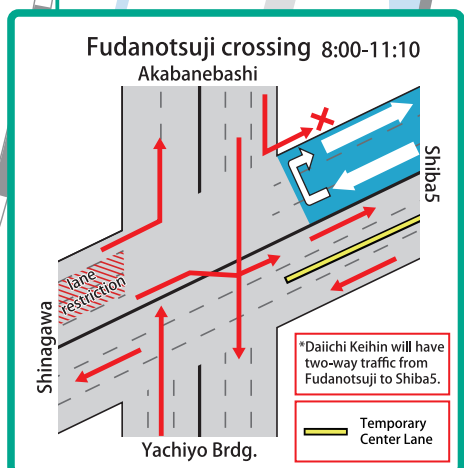 Fudanotsuji crossing 8:00-11:10
Akabanebashi
Shiba5
lane
restriction
Shinagawa
*Daiichi Keihin will have
two-way traffic from
Fudanotsuji to Shiba5.
Temporary
Center Lane
Yachiyo Brdg.